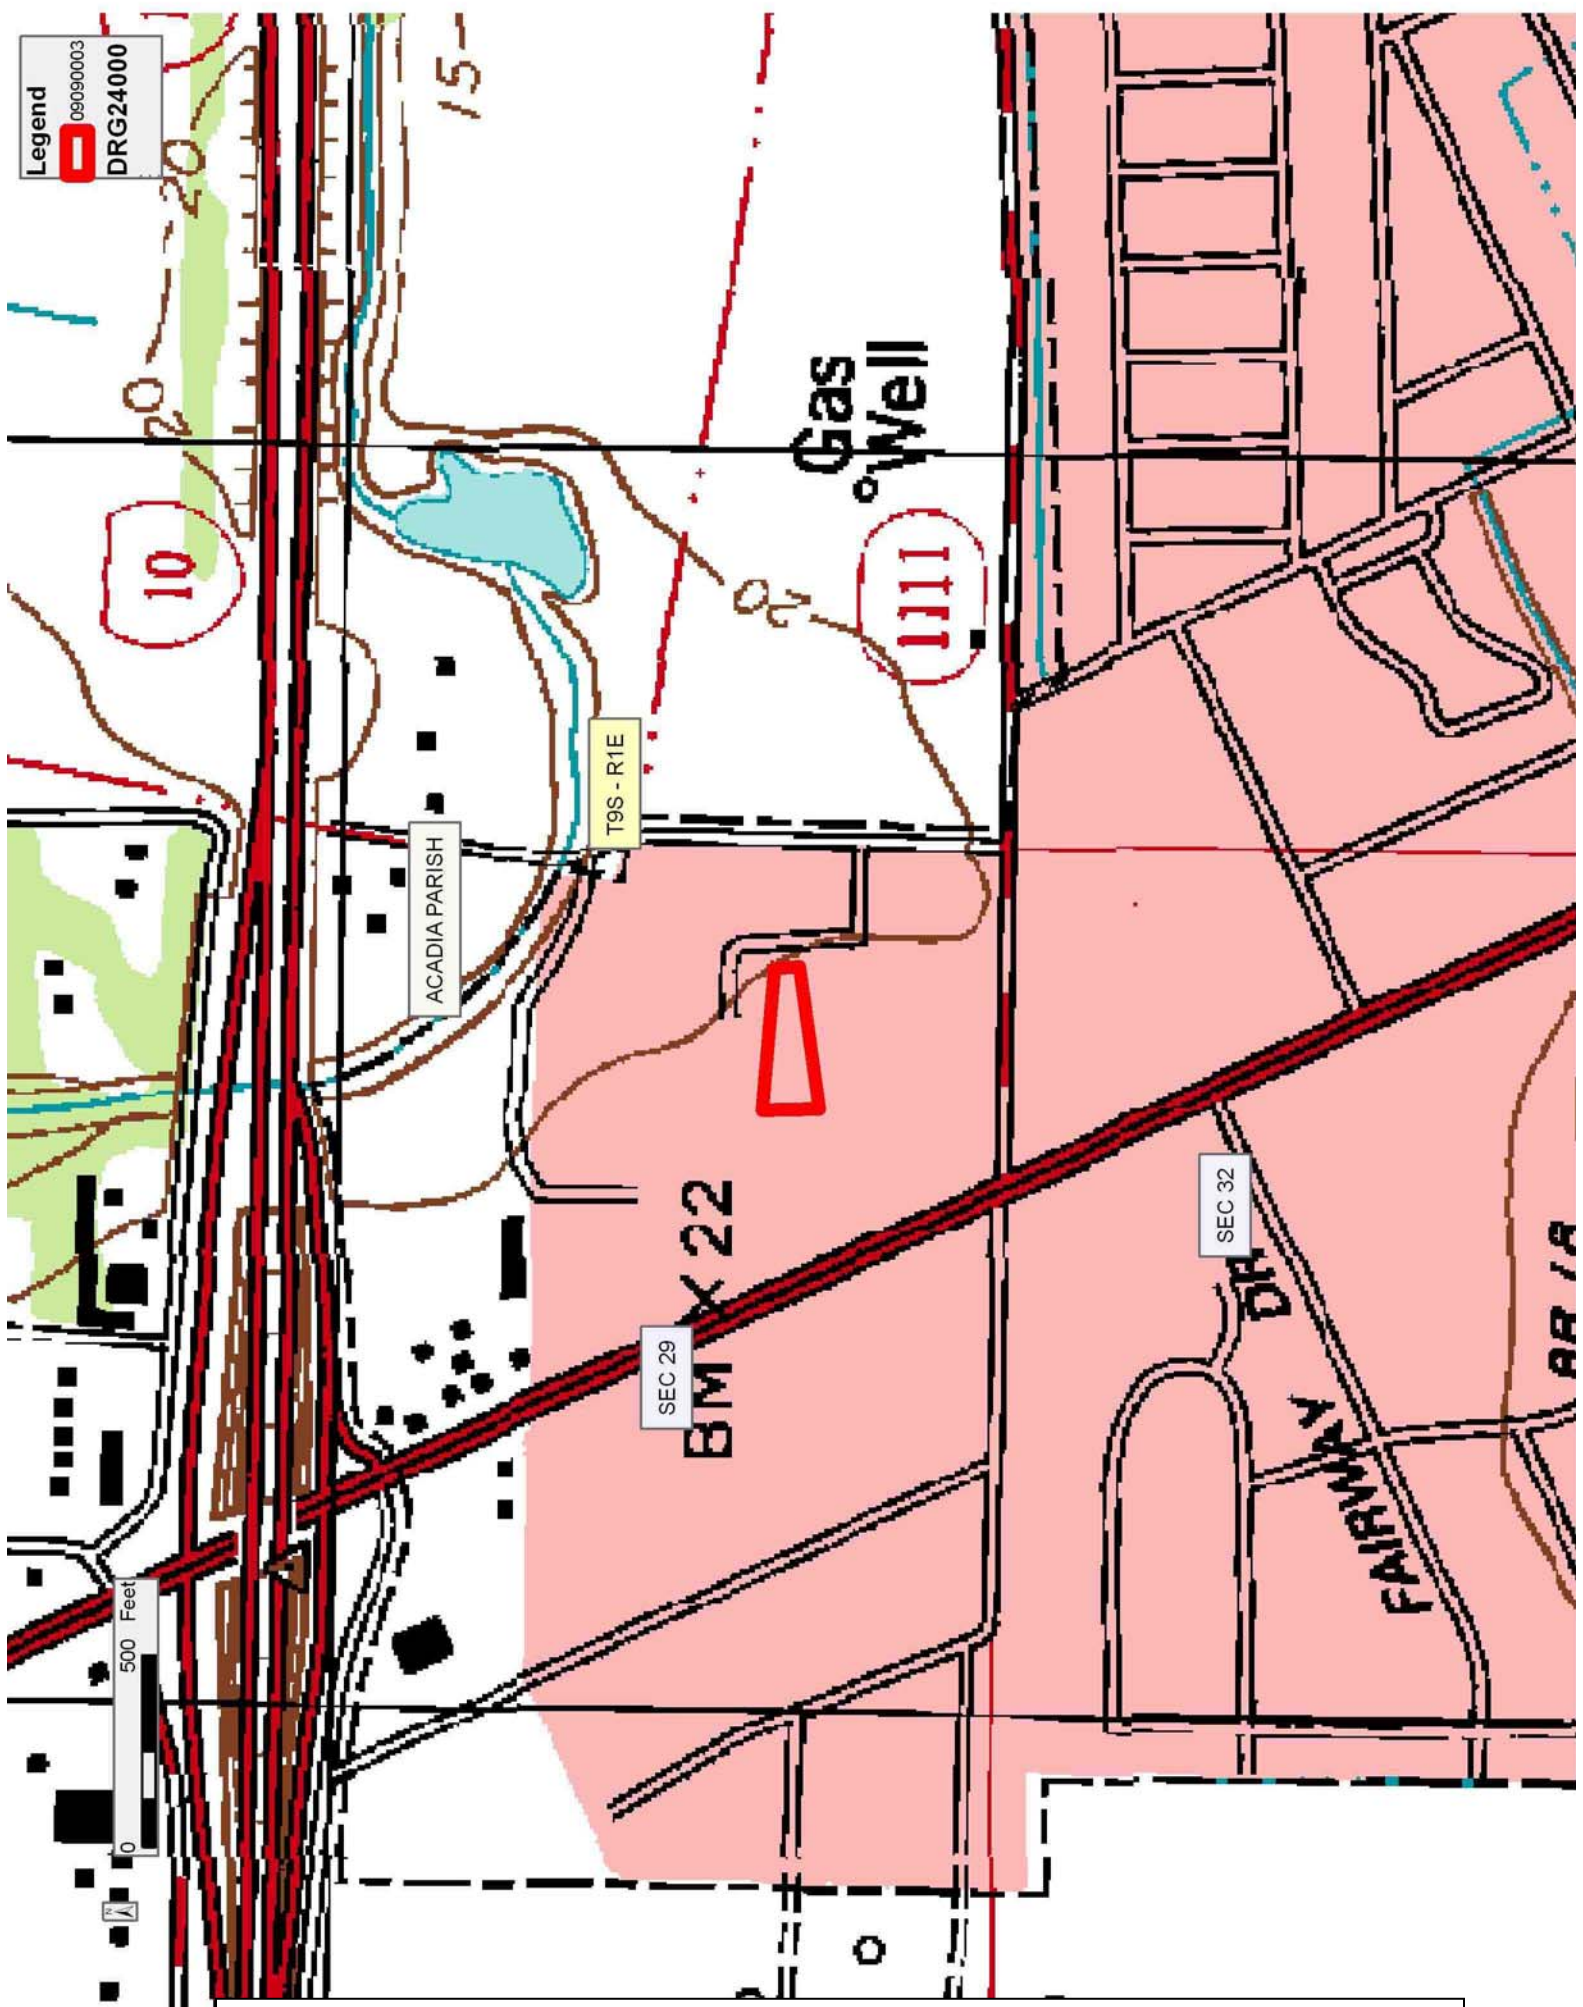 Legend
09090003
DRG24000
20
20
15
10
Gas
Well
1111
20
T9S - R1E
ACADIA PARISH
BM X 22
SEC 29
SEC 32
DR
FAIRWAY
500 Feet
0
N